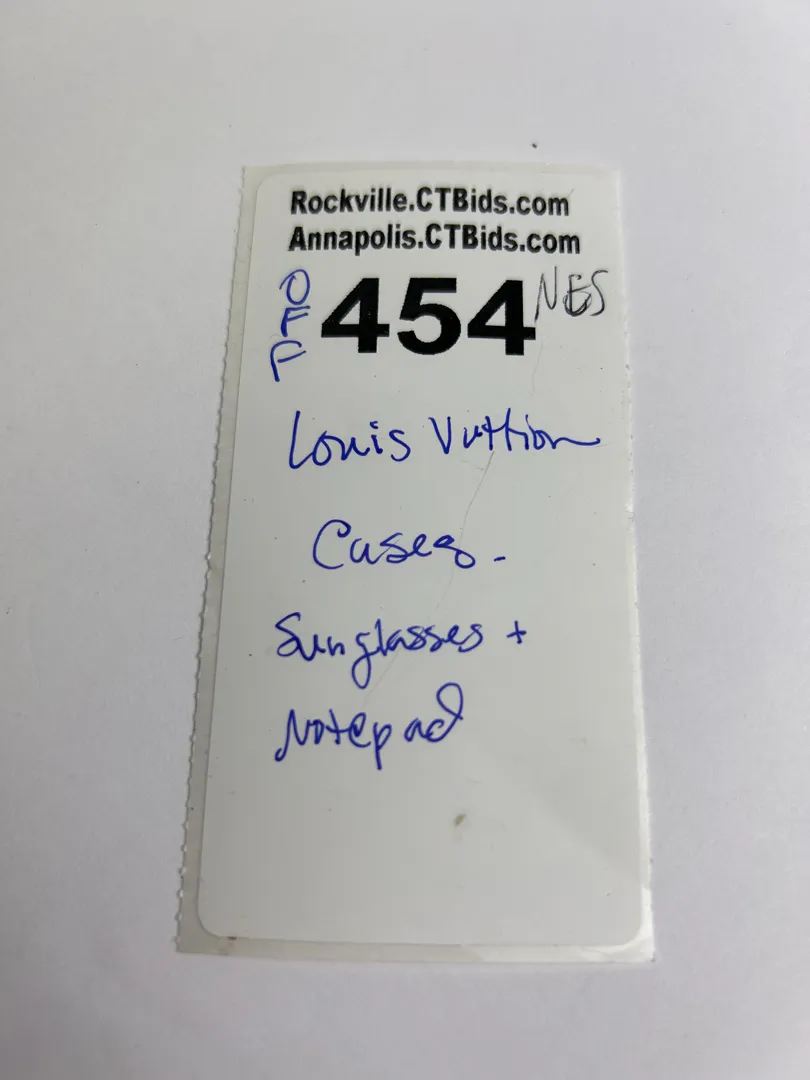 Rockville.CTBids.com
Annapolis.CTBids.com
OFF 454 NES
Louis Vuttion
Cases -
Sunglasses +
Notepad